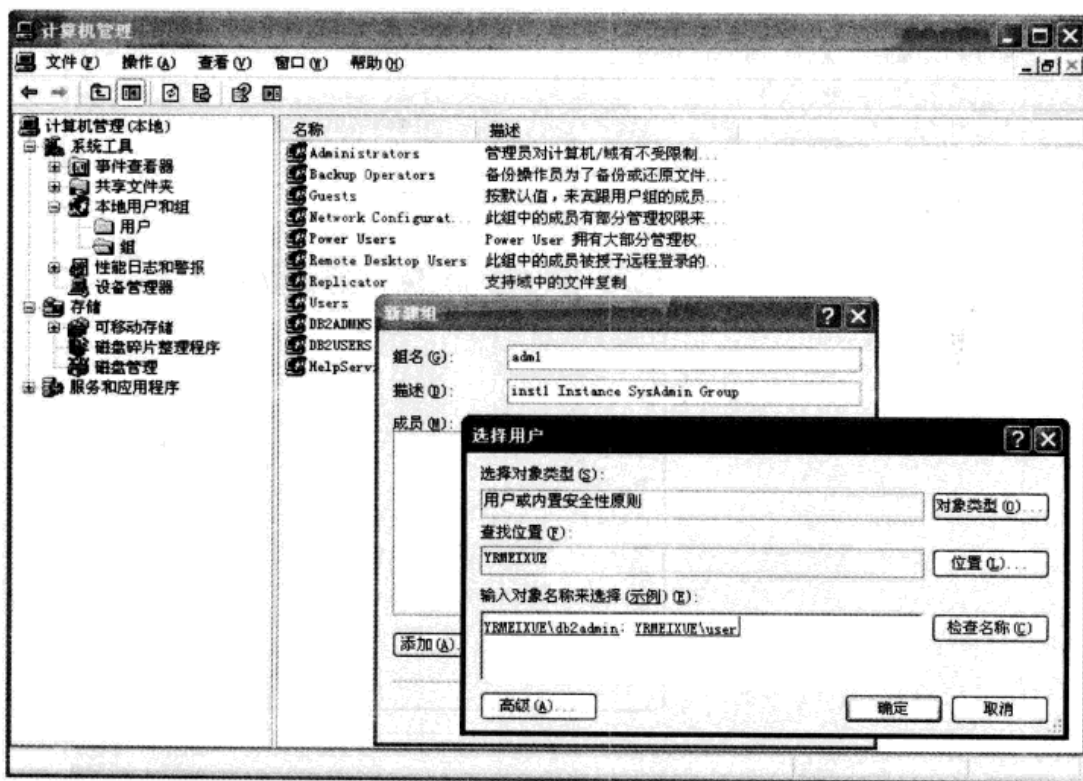 计算机管理
文件(F) 操作(A) 查看(V) 窗口(W) 帮助(H)
计算机管理(本地)
系统工具
事件查看器
共享文件夹
本地用户和组
用户
组
性能日志和警报
设备管理器
存储
可移动存储
磁盘碎片整理程序
磁盘管理
服务和应用程序
名称 描述
Administrators 管理员对计算机/域有不受限制...
Backup Operators 备份操作员为了备份或还原文件...
Guests 按默认值，来宾跟用户组的成员...
Network Configurat... 此组中的成员有部分管理权限来...
Power Users Power User 拥有大部分管理权...
Remote Desktop Users 此组中的成员被授予远程登录的...
Replicator 支持域中的文件复制
Users
DB2ADMNS
DB2USERS
HelpServi
新建组
组名(G): adm1
描述(D): inst1 Instance SysAdmin Group
成员(M):
添加(A)...
选择用户
选择对象类型(S):
用户或内置安全性原则 对象类型(O)...
查找位置(F):
YRMEIXUE 位置(L)...
输入对象名称来选择(示例)(E):
YRMEIXUE\db2admin; YRMEIXUE\user 检查名称(C)
高级(A)... 确定 取消